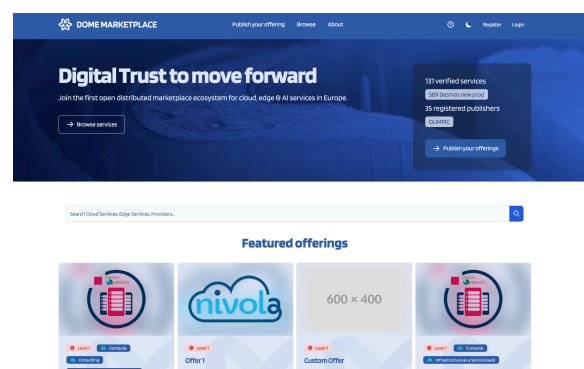 DOME MARKETPLACE
Publish your offering Browse About
Register Login
Digital Trust to move forward
Join the first open distributed marketplace ecosystem for cloud, edge & AI services in Europe.
→ Browse services
131 verified services
SBX Desmos new prod
35 registered publishers
OLIMPIC
→ Publish your offerings
Search Cloud Services, Edge Services, Providers...
Featured offerings
nivola
600 × 400
Level 1 Compute
Consulting
Level 1
Offer 1
Level 1
Custom Offer
Level 1 Compute
Infrastructure as a Service (IaaS)